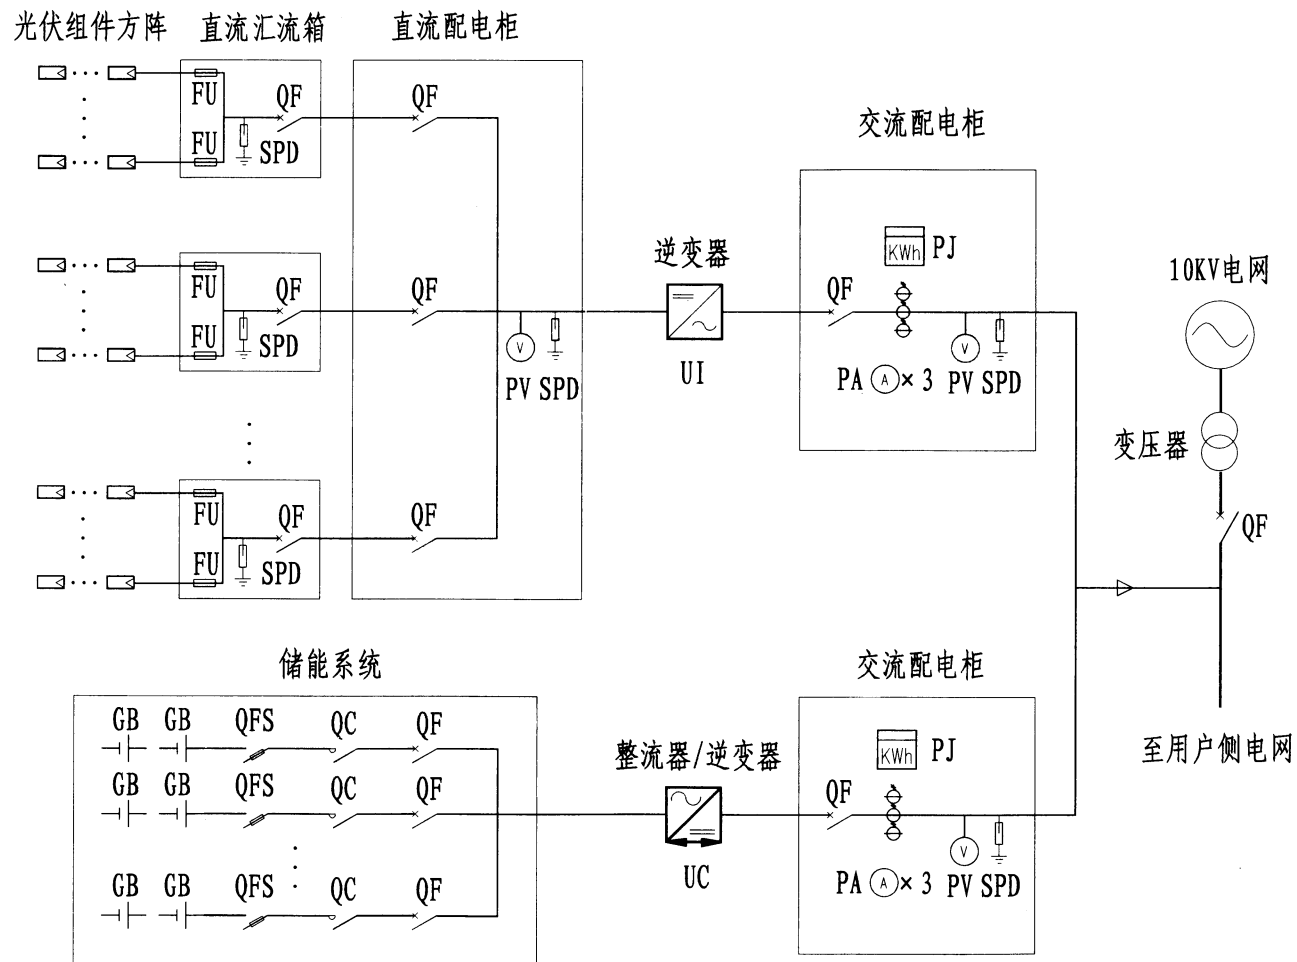 光伏组件方阵 直流汇流箱 直流配电柜
FU QF QF
FU SPD
交流配电柜
FU QF QF
FU SPD
PV SPD
逆变器
UI
KWh PJ
QF
PA A × 3 PV SPD
V
V
10KV电网
变压器
QF
FU QF QF
FU SPD
储能系统
GB GB QFS QC QF
GB GB QFS QC QF
GB GB QFS QC QF
整流器/逆变器
UC
交流配电柜
KWh PJ
QF
V
PA A × 3 PV SPD
至用户侧电网